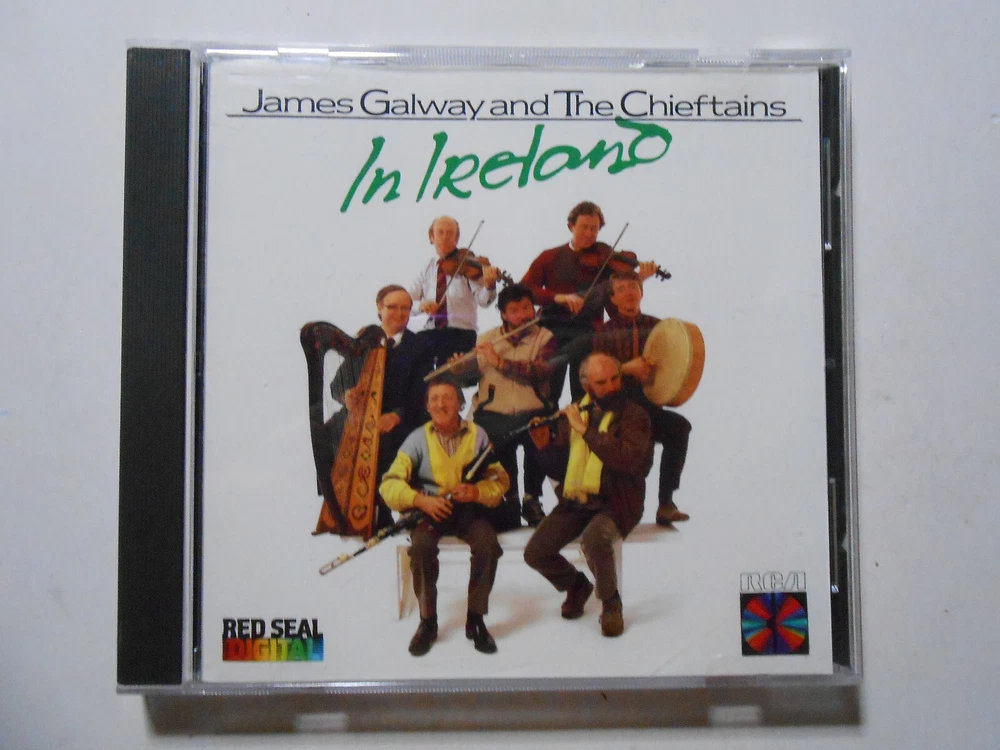 James Galway and The Chieftains
In Ireland
RCA
RED SEAL
DIGITAL